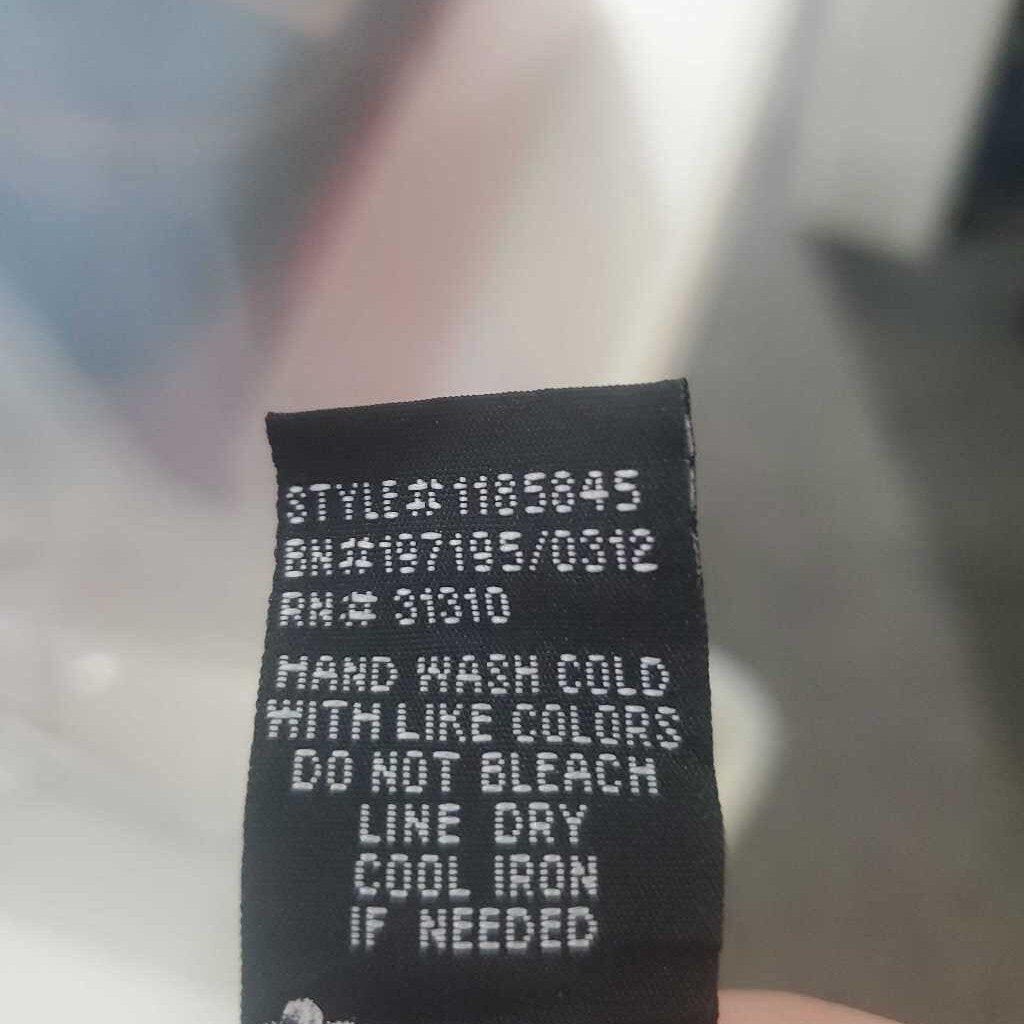 STYLE#1185845
BN#197195/0312
RN# 31310
HAND WASH COLD
WITH LIKE COLORS
DO NOT BLEACH
LINE DRY
COOL IRON
IF NEEDED